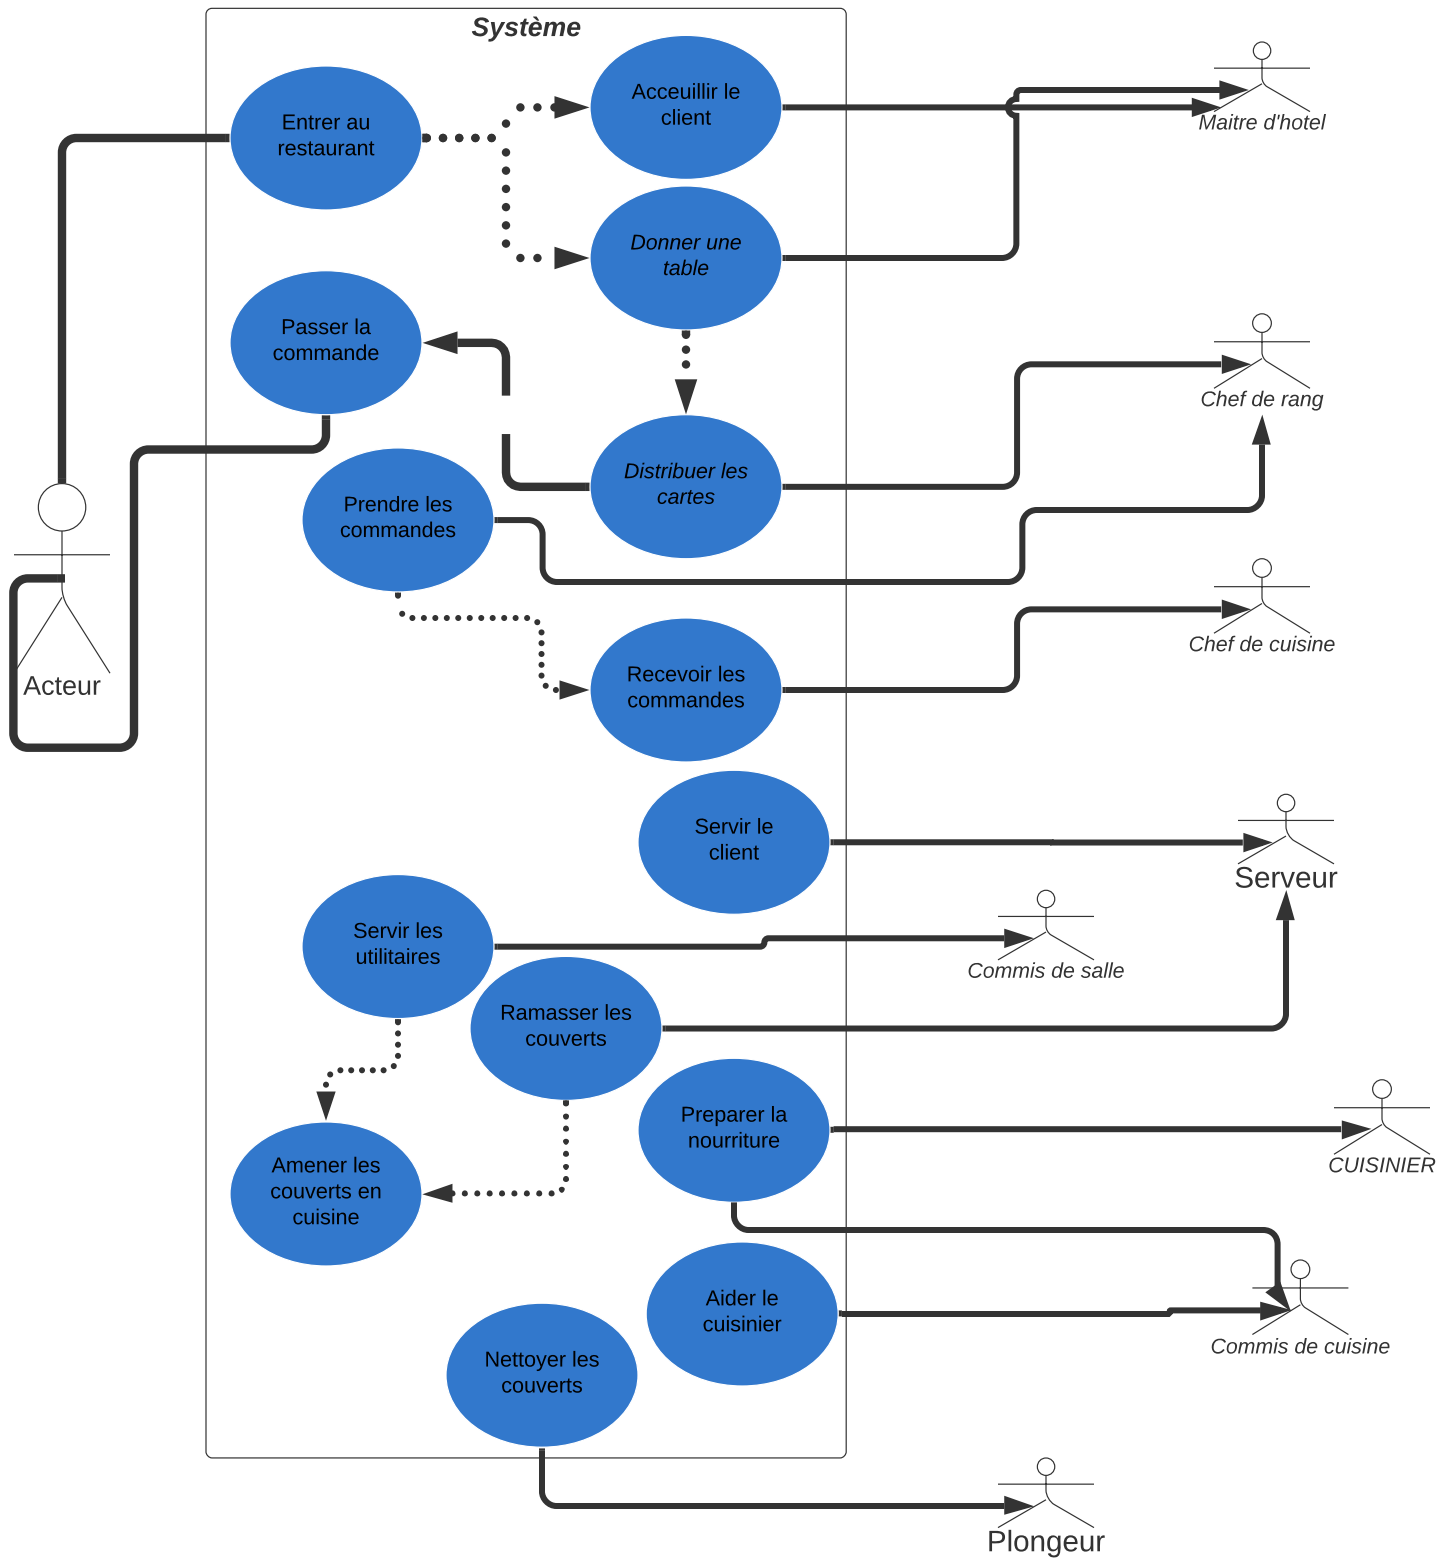 Système
Entrer au
restaurant
Acceuillir le
client
Maitre d'hotel
Donner une
table
Passer la
commande
Chef de rang
Distribuer les
cartes
Prendre les
commandes
Acteur
Chef de cuisine
Recevoir les
commandes
Servir le
client
Serveur
Servir les
utilitaires
Commis de salle
Ramasser les
couverts
Preparer la
nourriture
CUISINIER
Amener les
couverts en
cuisine
Aider le
cuisinier
Commis de cuisine
Nettoyer les
couverts
Plongeur